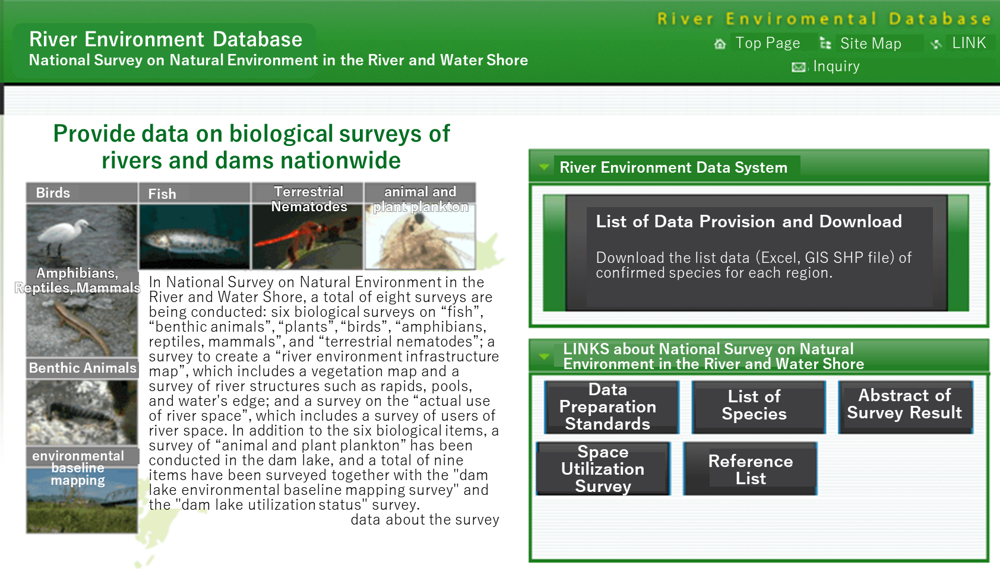 River Enviromental Database
River Environment Database
National Survey on Natural Environment in the River and Water Shore
Top Page
Site Map
LINK
Inquiry
Provide data on biological surveys of
rivers and dams nationwide
Birds
Fish
Terrestrial
Nematodes
animal and
plant plankton
Amphibians,
Reptiles, Mammals
Benthic Animals
environmental
baseline
mapping
In National Survey on Natural Environment in the
River and Water Shore, a total of eight surveys are
being conducted: six biological surveys on “fish”,
“benthic animals”, “plants”, “birds”, “amphibians,
reptiles, mammals”, and “terrestrial nematodes”; a
survey to create a “river environment infrastructure
map”, which includes a vegetation map and a
survey of river structures such as rapids, pools,
and water's edge; and a survey on the “actual use
of river space”, which includes a survey of users of
river space. In addition to the six biological items, a
survey of “animal and plant plankton” has been
conducted in the dam lake, and a total of nine
items have been surveyed together with the "dam
lake environmental baseline mapping survey" and
the "dam lake utilization status" survey.
data about the survey
River Environment Data System
List of Data Provision and Download
Download the list data (Excel, GIS SHP file) of
confirmed species for each region.
LINKS about National Survey on Natural
Environment in the River and Water Shore
Data
Preparation
Standards
List of
Species
Abstract of
Survey Result
Space
Utilization
Survey
Reference
List